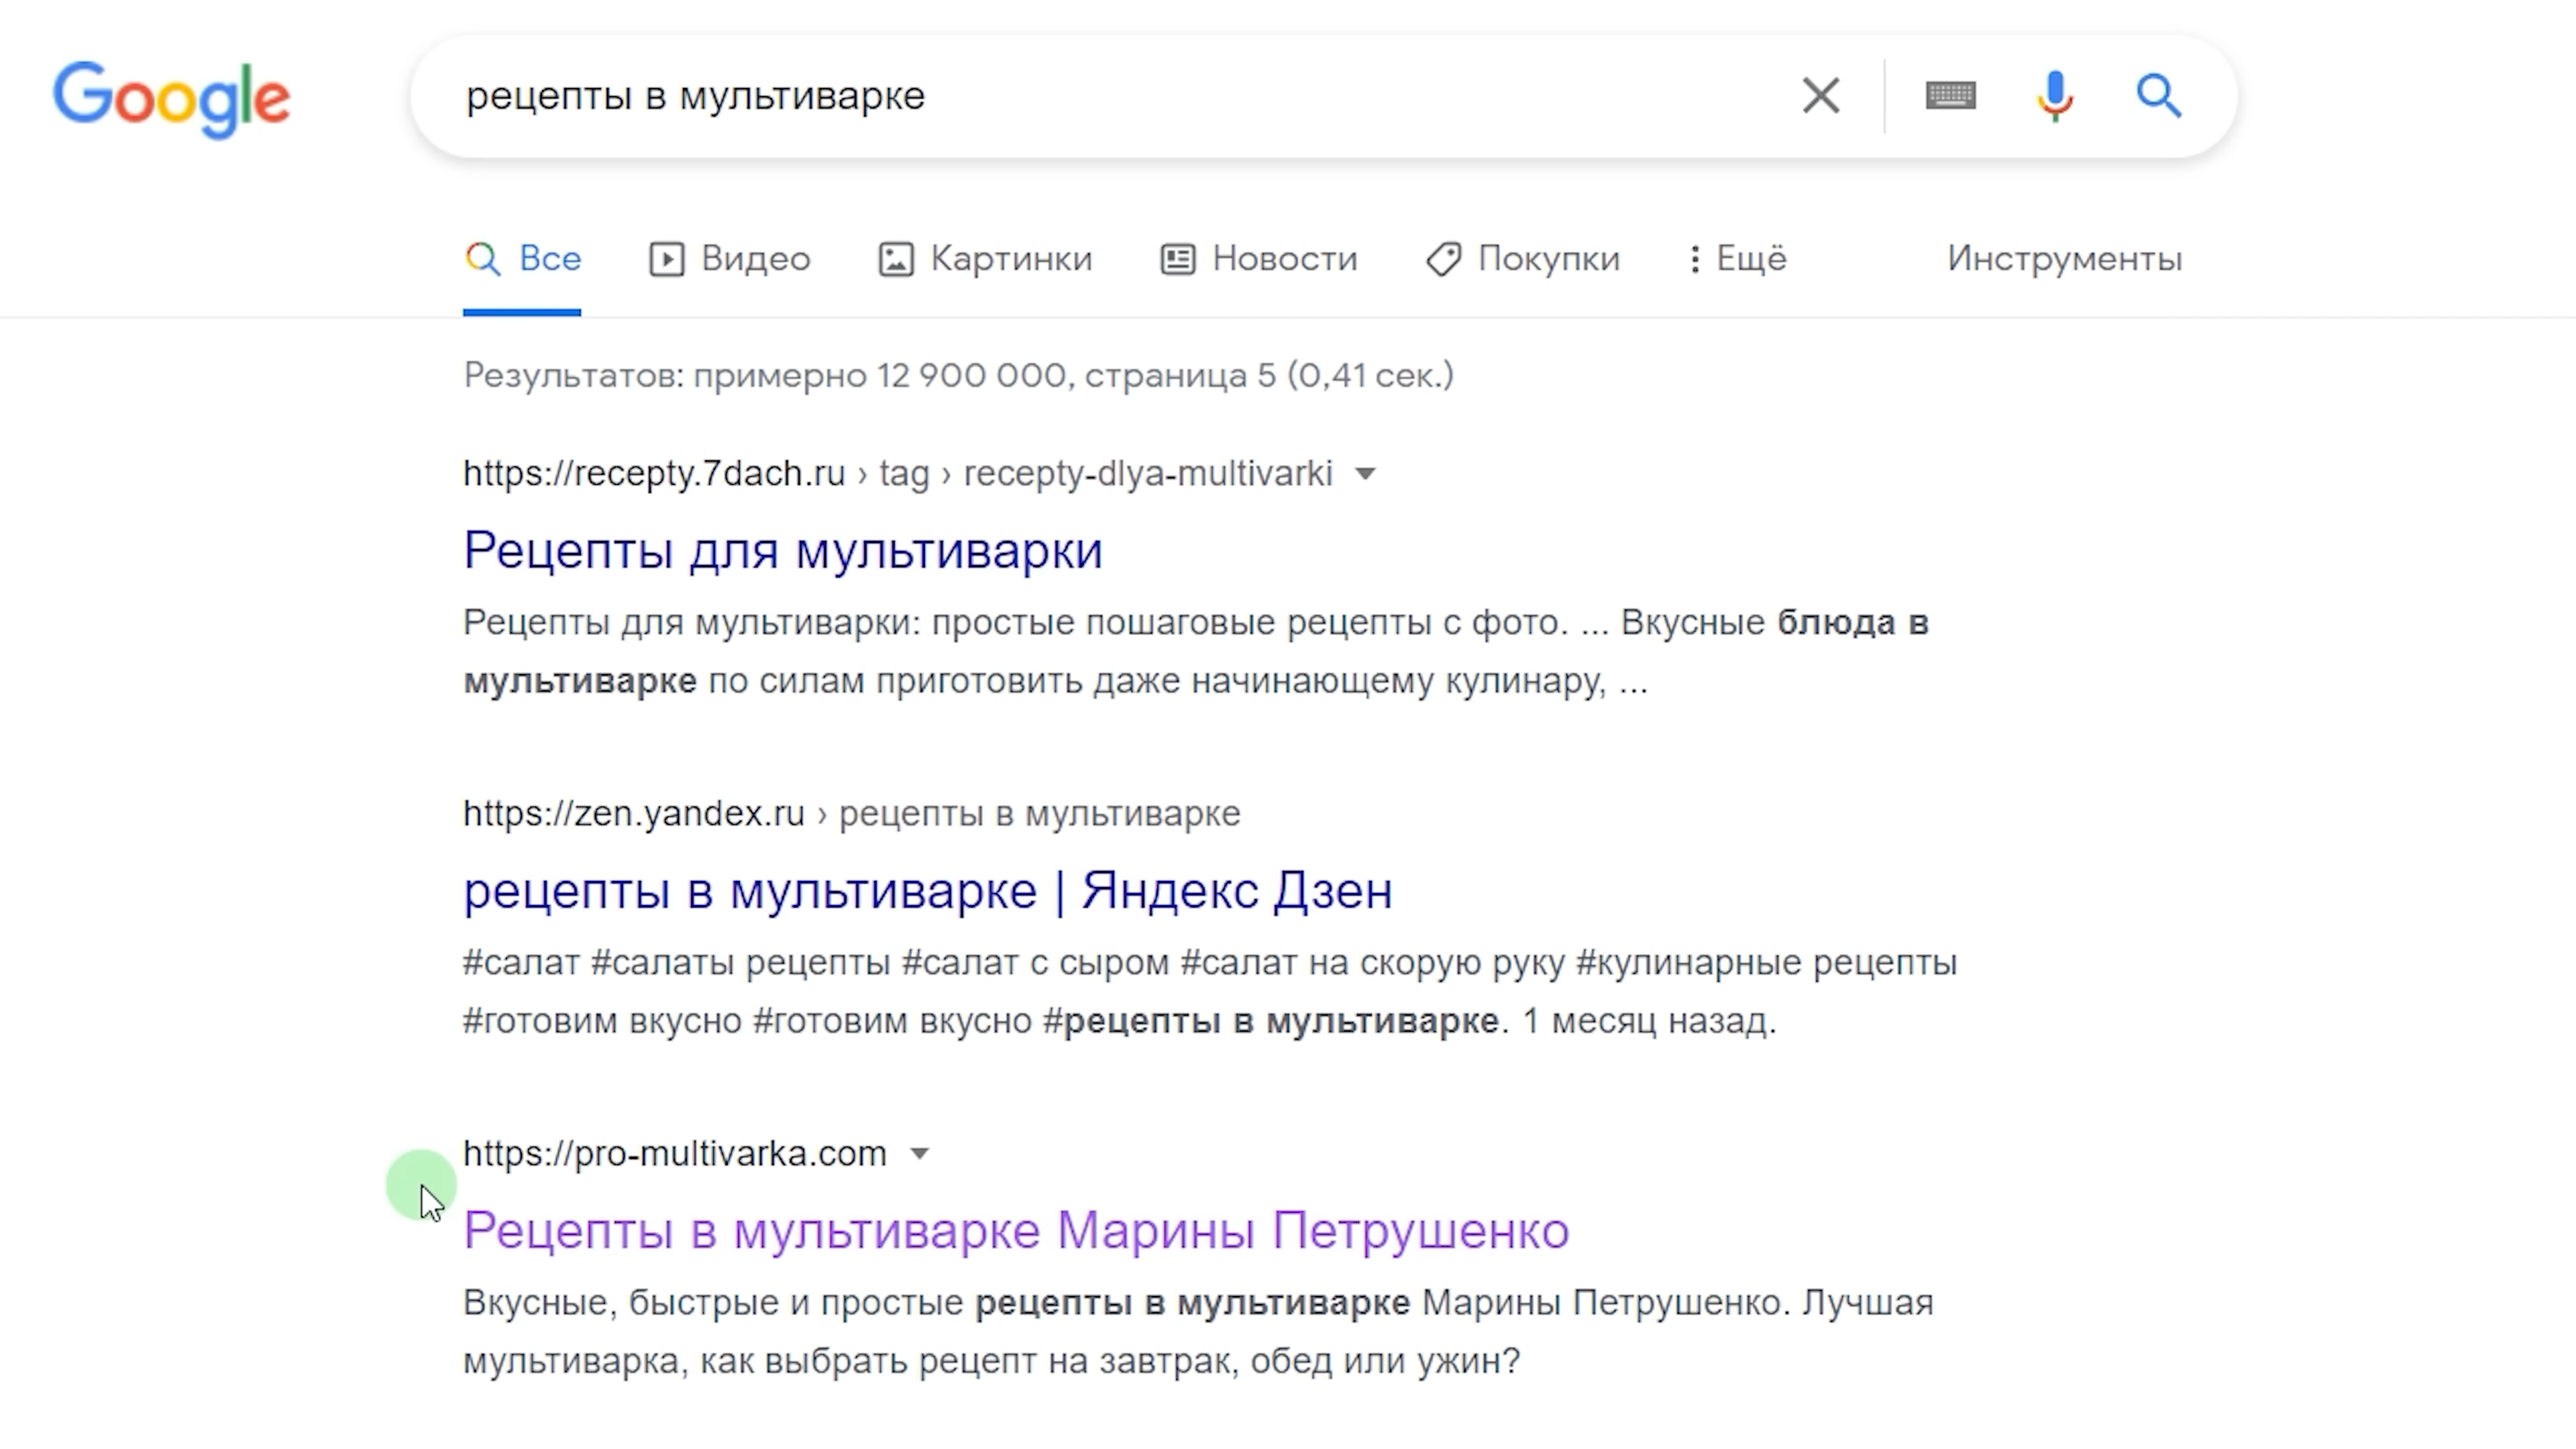 Google
рецепты в мультиварке
Все Видео Картинки Новости Покупки Ещё Инструменты
Результатов: примерно 12 900 000, страница 5 (0,41 сек.)
https://recepty.7dach.ru › tag › recepty-dlya-multivarki
Рецепты для мультиварки
Рецепты для мультиварки: простые пошаговые рецепты с фото. ... Вкусные блюда в
мультиварке по силам приготовить даже начинающему кулинару, ...
https://zen.yandex.ru › рецепты в мультиварке
рецепты в мультиварке | Яндекс Дзен
#салат #салаты рецепты #салат с сыром #салат на скорую руку #кулинарные рецепты
#готовим вкусно #готовим вкусно #рецепты в мультиварке. 1 месяц назад.
https://pro-multivarka.com
Рецепты в мультиварке Марины Петрушенко
Вкусные, быстрые и простые рецепты в мультиварке Марины Петрушенко. Лучшая
мультиварка, как выбрать рецепт на завтрак, обед или ужин?